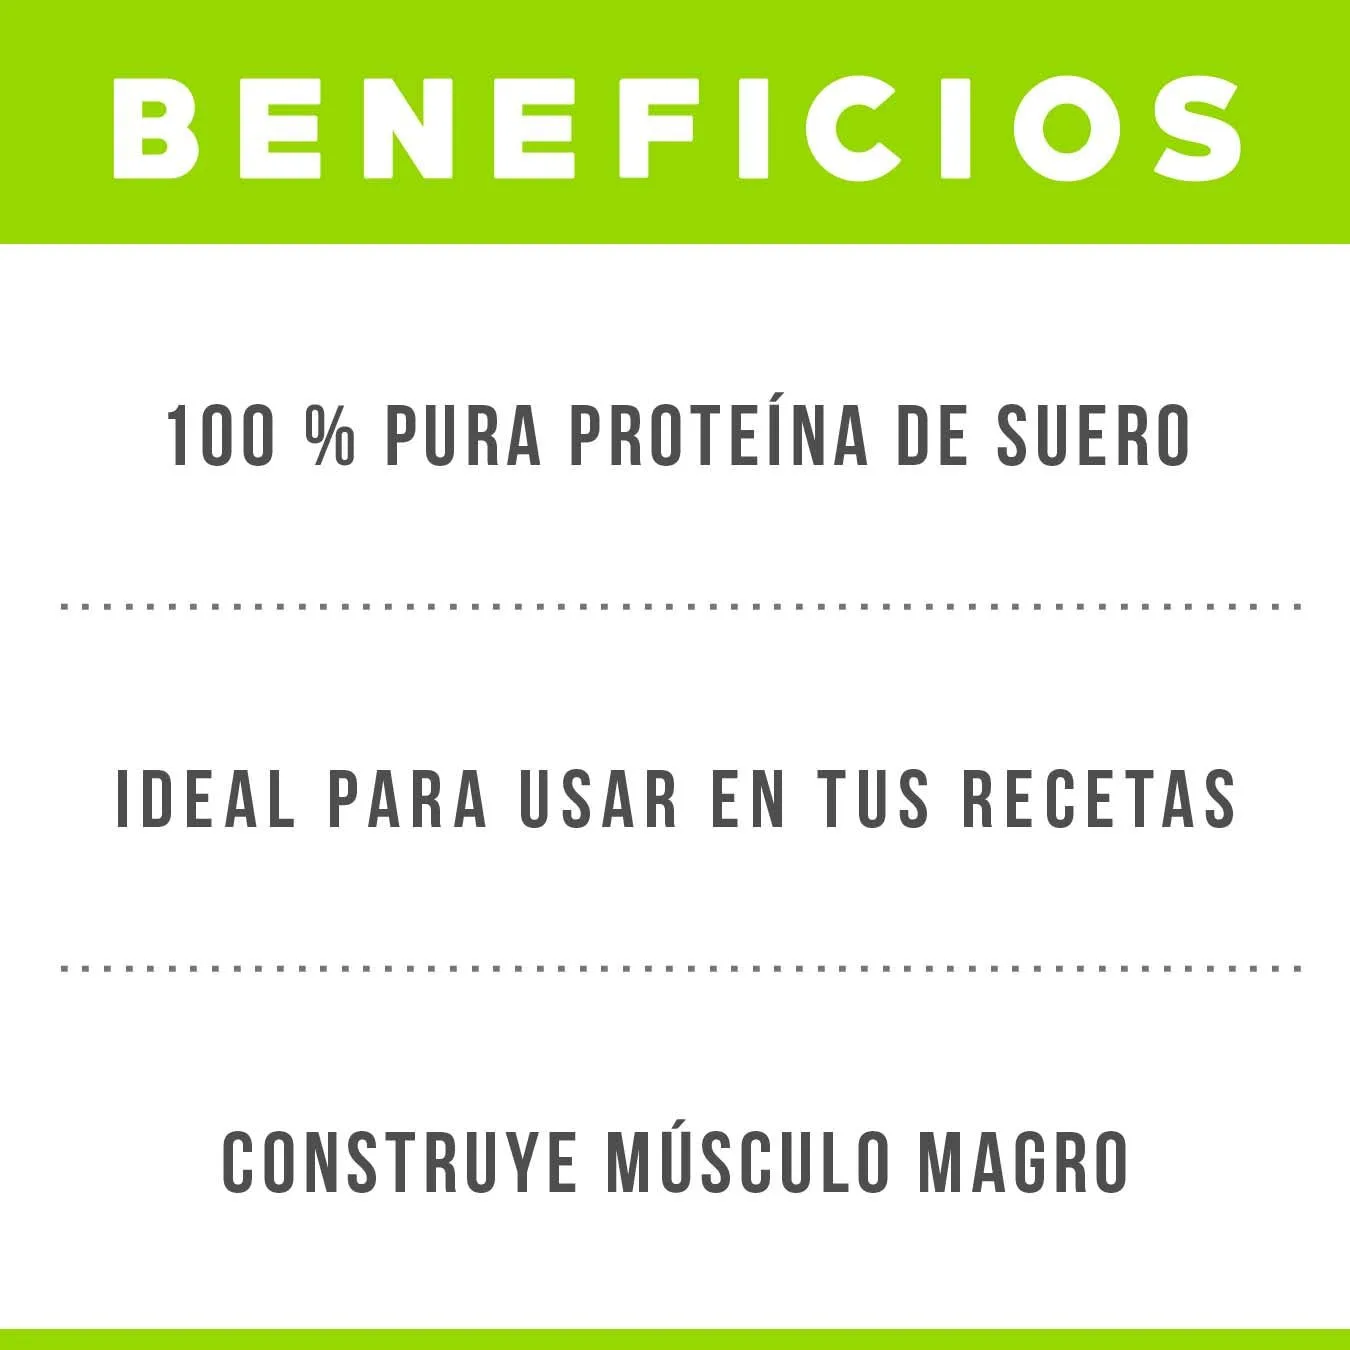 BENEFICIOS
100 % PURA PROTEÍNA DE SUERO
IDEAL PARA USAR EN TUS RECETAS
CONSTRUYE MÚSCULO MAGRO